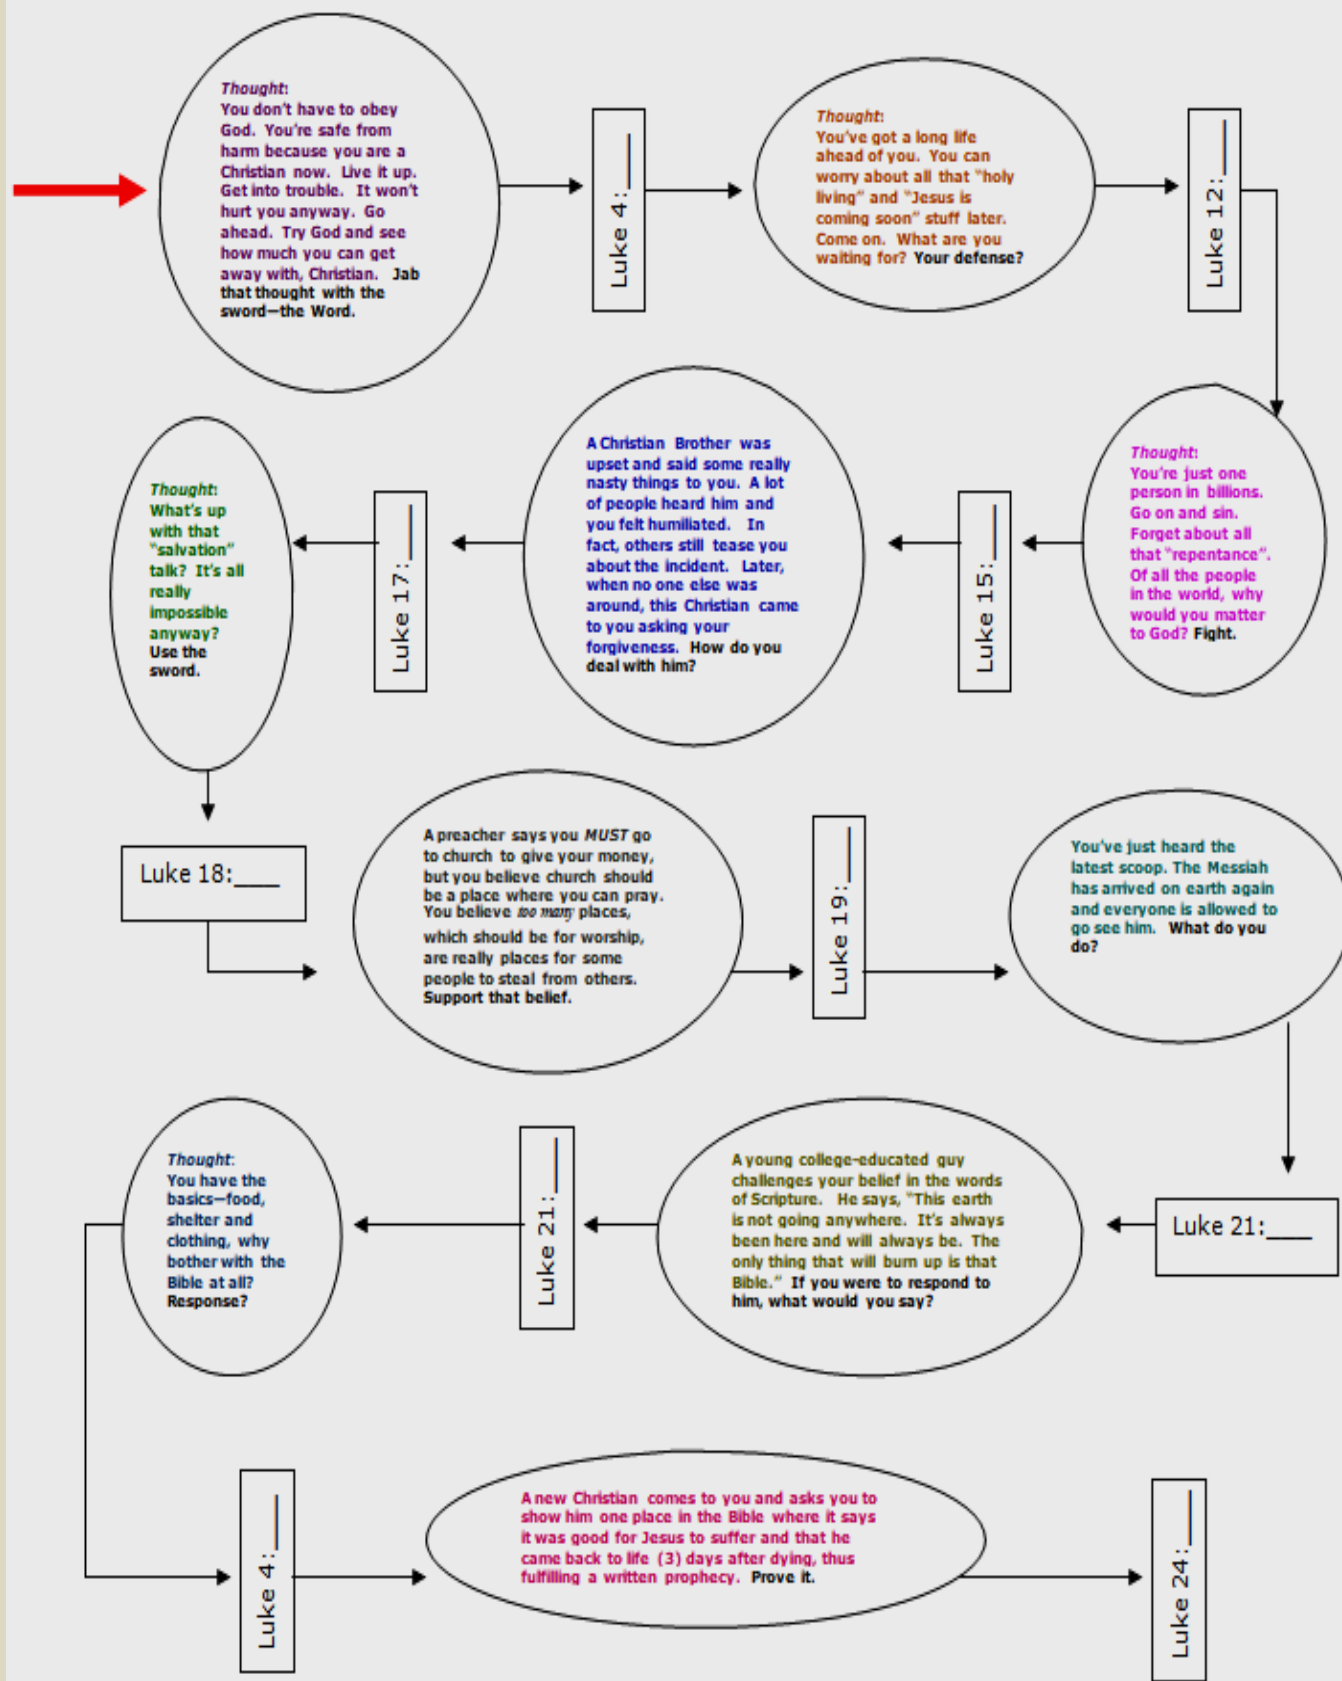 Thought:
You don't have to obey
God. You're safe from
harm because you are a
Christian now. Live it up.
Get into trouble. It won't
hurt you anyway. Go
ahead. Try God and see
how much you can get
away with, Christian. Jab
that thought with the
sword—the Word.
Luke 4:___
Thought:
You've got a long life
ahead of you. You can
worry about all that "holy
living" and "Jesus is
coming soon" stuff later.
Come on. What are you
waiting for? Your defense?
Luke 12:___
Thought:
You're just one
person in billions.
Go on and sin.
Forget about all
that "repentance".
Of all the people
in the world, why
would you matter
to God? Fight.
Luke 15:___
A Christian Brother was
upset and said some really
nasty things to you. A lot
of people heard him and
you felt humiliated. In
fact, others still tease you
about the incident. Later,
when no one else was
around, this Christian came
to you asking your
forgiveness. How do you
deal with him?
Luke 17:___
Thought:
What's up
with that
"salvation"
talk? It's all
really
impossible
anyway?
Use the
sword.
Luke 18:___
A preacher says you MUST go
to church to give your money,
but you believe church should
be a place where you can pray.
You believe too many places,
which should be for worship,
are really places for some
people to steal from others.
Support that belief.
Luke 19:___
You've just heard the
latest scoop. The Messiah
has arrived on earth again
and everyone is allowed to
go see him. What do you
do?
Luke 21:___
A young college-educated guy
challenges your belief in the words
of Scripture. He says, "This earth
is not going anywhere. It's always
been here and will always be. The
only thing that will burn up is that
Bible." If you were to respond to
him, what would you say?
Luke 21:___
Thought:
You have the
basics—food,
shelter and
clothing, why
bother with the
Bible at all?
Response?
Luke 4:___
A new Christian comes to you and asks you to
show him one place in the Bible where it says
it was good for Jesus to suffer and that he
came back to life (3) days after dying, thus
fulfilling a written prophecy. Prove it.
Luke 24:___